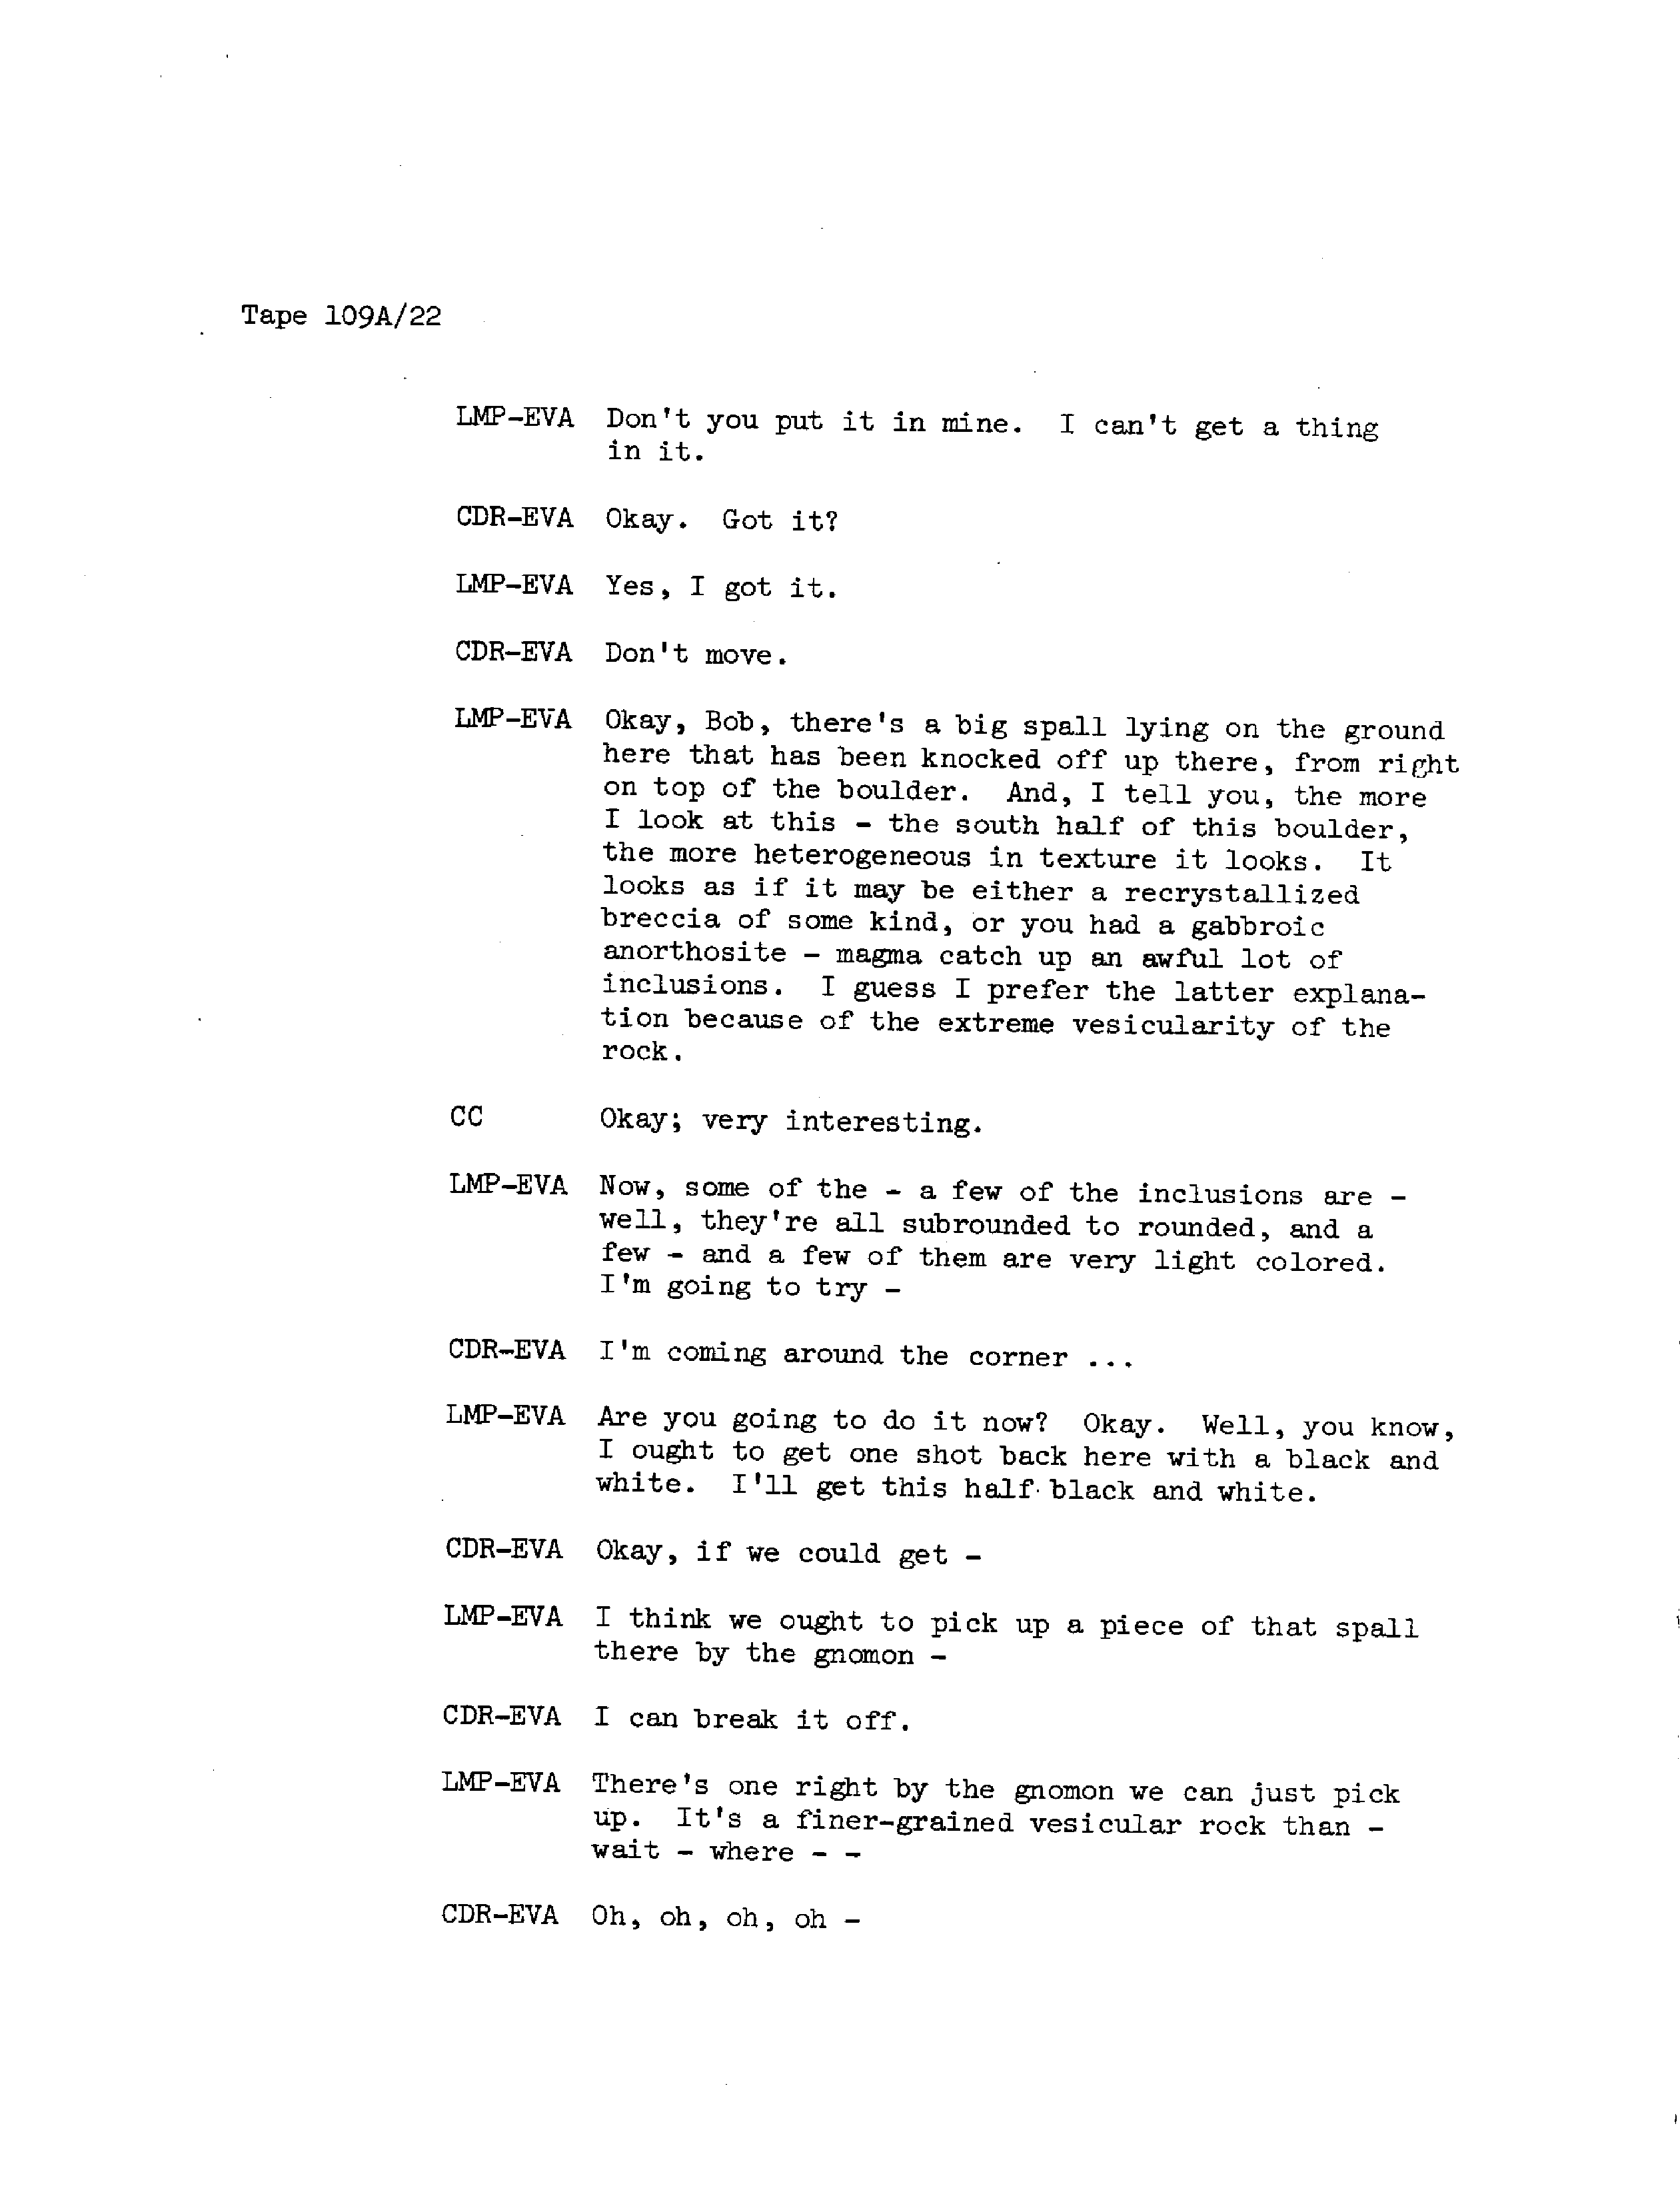 Tape 109A/22
LMP-EVA Don't you put it in mine. I can't get a thing
in it.
CDR-EVA Okay. Got it?
LMP-EVA Yes, I got it.
CDR-EVA Don't move.
LMP-EVA Okay, Bob, there's a big spall lying on the ground
here that has been knocked off up there, from right
on top of the boulder. And, I tell you, the more
I look at this - the south half of this boulder,
the more heterogeneous in texture it looks. It
looks as if it may be either a recrystallized
breccia of some kind, or you had a gabbroic
anorthosite - magma catch up an awful lot of
inclusions. I guess I prefer the latter explana-
tion because of the extreme vesicularity of the
rock.
CC Okay; very interesting.
LMP-EVA Now, some of the - a few of the inclusions are -
well, they're all subrounded to rounded, and a
few - and a few of them are very light colored.
I'm going to try -
CDR-EVA I'm coming around the corner ...
LMP-EVA Are you going to do it now? Okay. Well, you know,
I ought to get one shot back here with a black and
white. I'll get this half black and white.
CDR-EVA Okay, if we could get -
LMP-EVA I think we ought to pick up a piece of that spall
there by the gnomon -
CDR-EVA I can break it off.
LMP-EVA There's one right by the gnomon we can just pick
up. It's a finer-grained vesicular rock than -
wait - where - -
CDR-EVA Oh, oh, oh, oh -